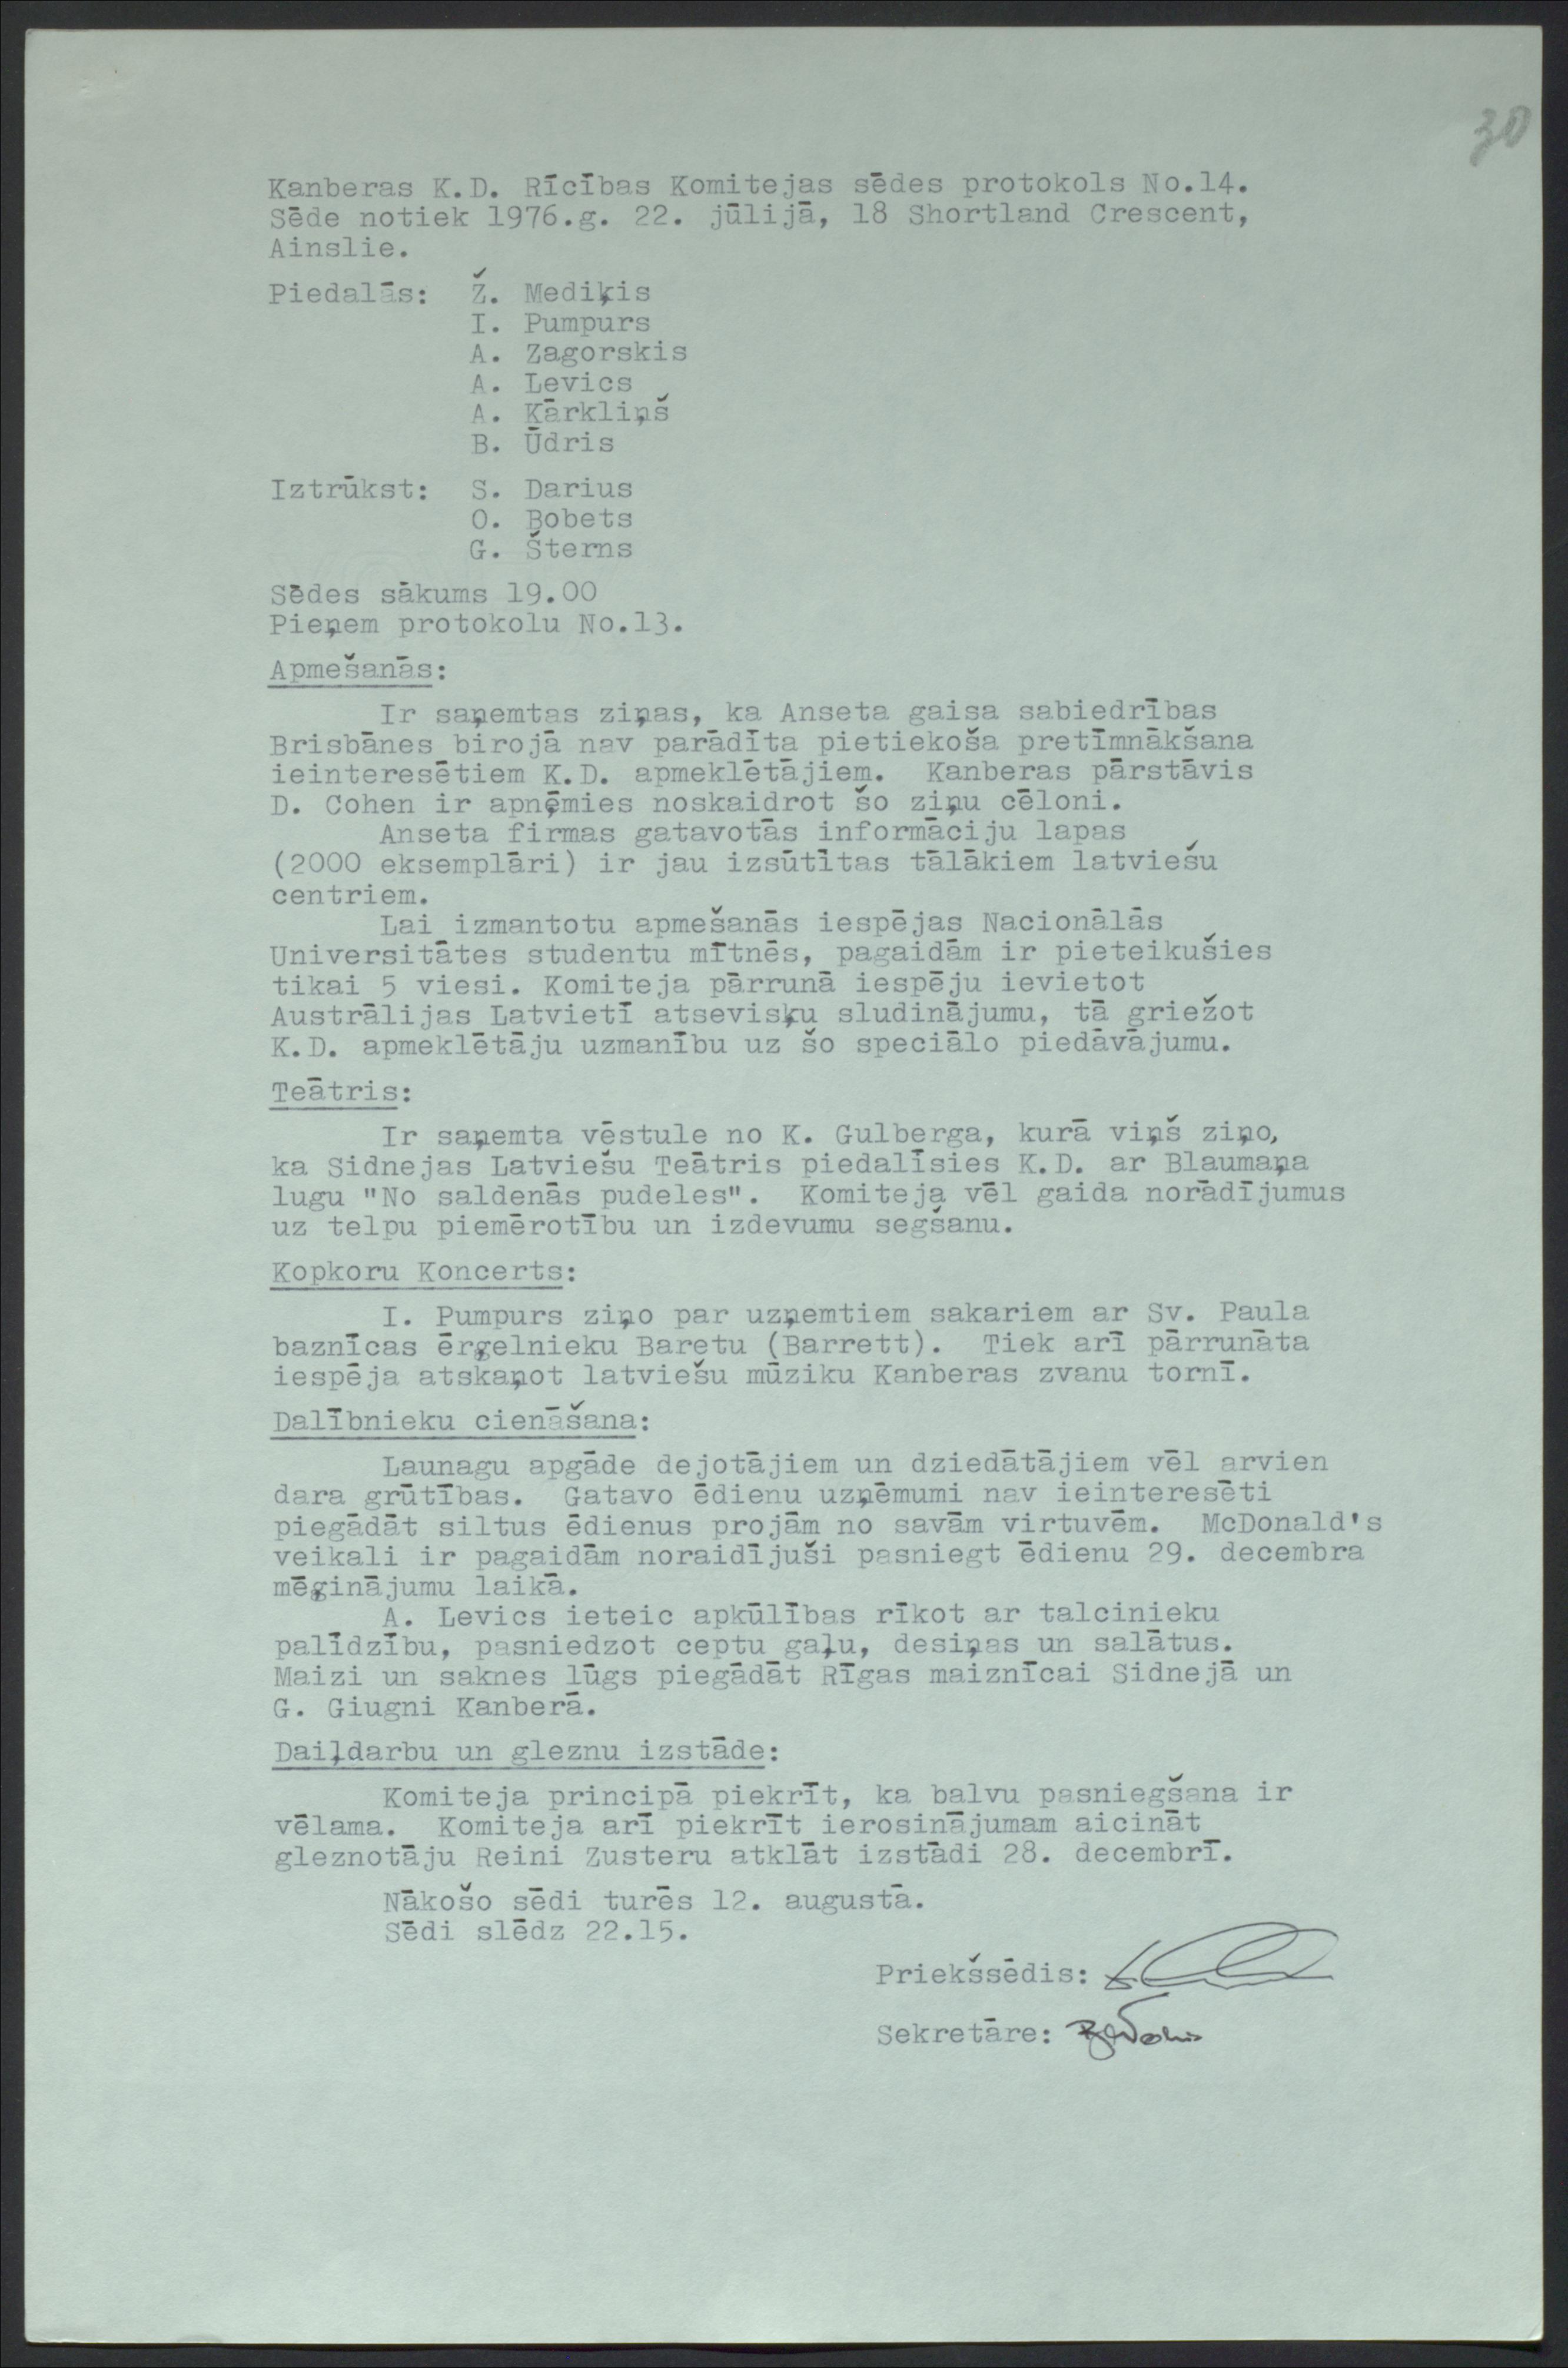 30
Kanberas K.D. Rīcības Komitejas sēdes protokols No.14.
Sēde notiek 1976.g. 22. jūlijā, 18 Shortland Crescent,
Ainslie.
Piedalās: Ž. Mediķis
I. Pumpurs
A. Zagorskis
A. Levics
A. Kārkliņš
B. Ūdris
Iztrūkst: S. Darius
O. Bobets
G. Šterns
Sēdes sākums 19.00
Pieņem protokolu No.13.
Apmešanās:
Ir saņemtas ziņas, ka Anseta gaisa sabiedrības
Brisbānes birojā nav parādīta pietiekoša pretīmnākšana
ieinteresētiem K.D. apmeklētājiem. Kanberas pārstāvis
D. Cohen ir apņēmies noskaidrot šo ziņu cēloni.
Anseta firmas gatavotās informāciju lapas
(2000 eksemplāri) ir jau izsūtītas tālākiem latviešu
centriem.
Lai izmantotu apmešanās iespējas Nacionālās
Universitātes studentu mītnēs, pagaidām ir pieteikušies
tikai 5 viesi. Komiteja pārrunā iespēju ievietot
Austrālijas Latvietī atsevisķu sludinājumu, tā griežot
K.D. apmeklētāju uzmanību uz šo speciālo piedāvājumu.
Teātris:
Ir saņemta vēstule no K. Gulberga, kurā viņš ziņo,
ka Sidnejas Latviešu Teātris piedalīsies K.D. ar Blaumaņa
lugu "No saldenās pudeles". Komiteja vēl gaida norādījumus
uz telpu piemērotību un izdevumu segšanu.
Kopkoru Koncerts:
I. Pumpurs ziņo par uzņemtiem sakariem ar Sv. Paula
baznīcas ērģelnieku Baretu (Barrett). Tiek arī pārrunāta
iespēja atskaņot latviešu mūziku Kanberas zvanu tornī.
Dalībnieku cienāšana:
Launagu apgāde dejotājiem un dziedātājiem vēl arvien
dara grūtības. Gatavo ēdienu uzņēmumi nav ieinteresēti
piegādāt siltus ēdienus projām no savām virtuvēm. McDonald's
veikali ir pagaidām noraidījuši pasniegt ēdienu 29. decembra
mēģinājumu laikā.
A. Levics ieteic apkūlības rīkot ar talcinieku
palīdzību, pasniedzot ceptu gaļu, desiņas un salātus.
Maizi un saknes lūgs piegādāt Rīgas maiznīcai Sidnejā un
G. Giugni Kanberā.
Daiļdarbu un gleznu izstāde:
Komiteja principā piekrīt, ka balvu pasniegšana ir
vēlama. Komiteja arī piekrīt ierosinājumam aicināt
gleznotāju Reini Zusteru atklāt izstādi 28. decembrī.
Nākošo sēdi turēs 12. augustā.
Sēdi slēdz 22.15.
Priekšsēdis:
Sekretāre: